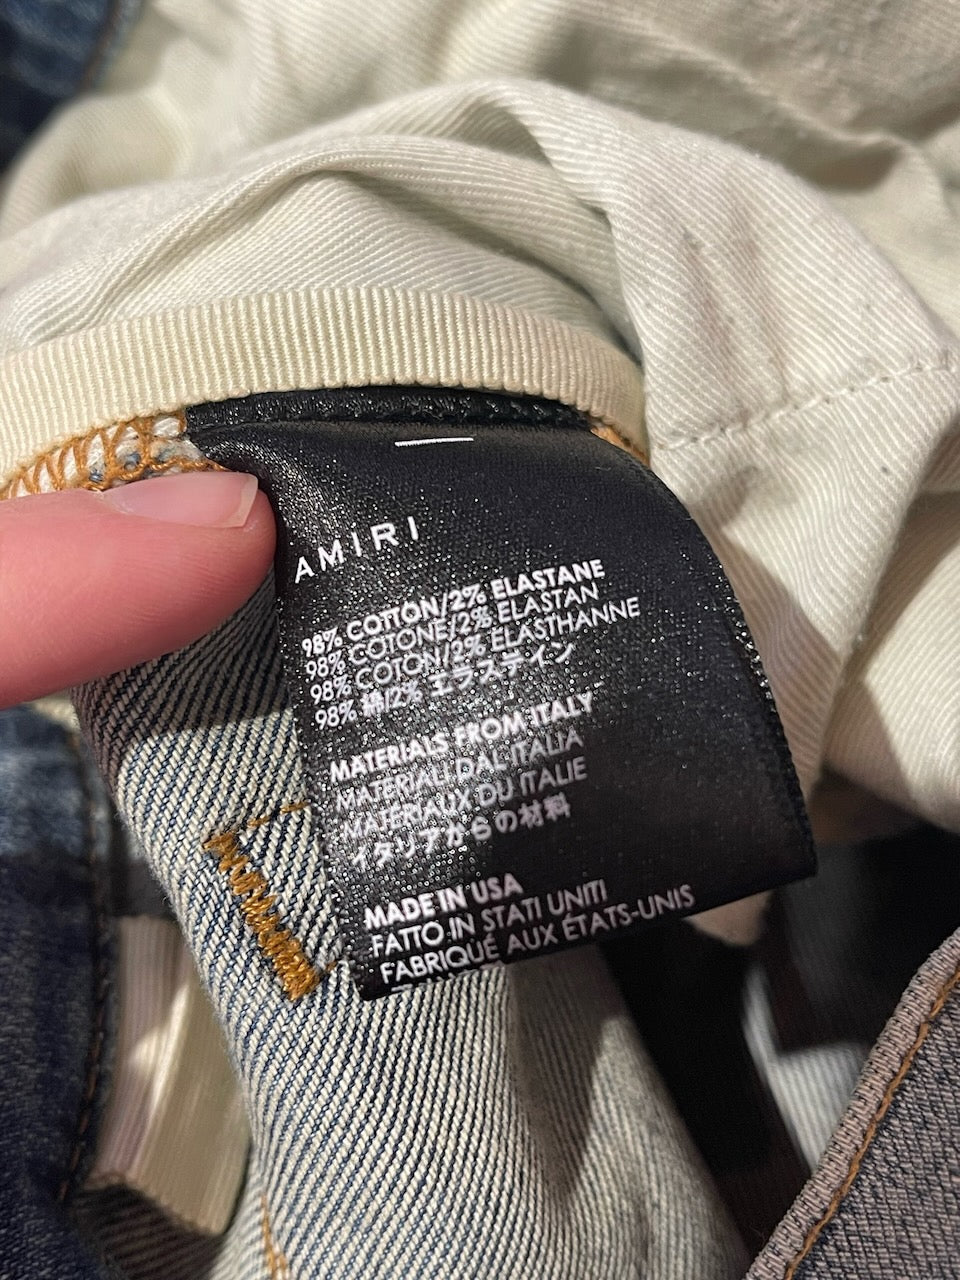 AMIRI
98% COTTON/2% ELASTANE
98% COTONE/2% ELASTAN
98% COTON/2% ELASTHANNE
98% 綿/2% エラステイン
MATERIALS FROM ITALY
MATERIALI DAL ITALIA
MATERIAUX DU ITALIE
イタリアからの材料
MADE IN USA
FATTO IN STATI UNITI
FABRIQUÉ AUX ÉTATS-UNIS